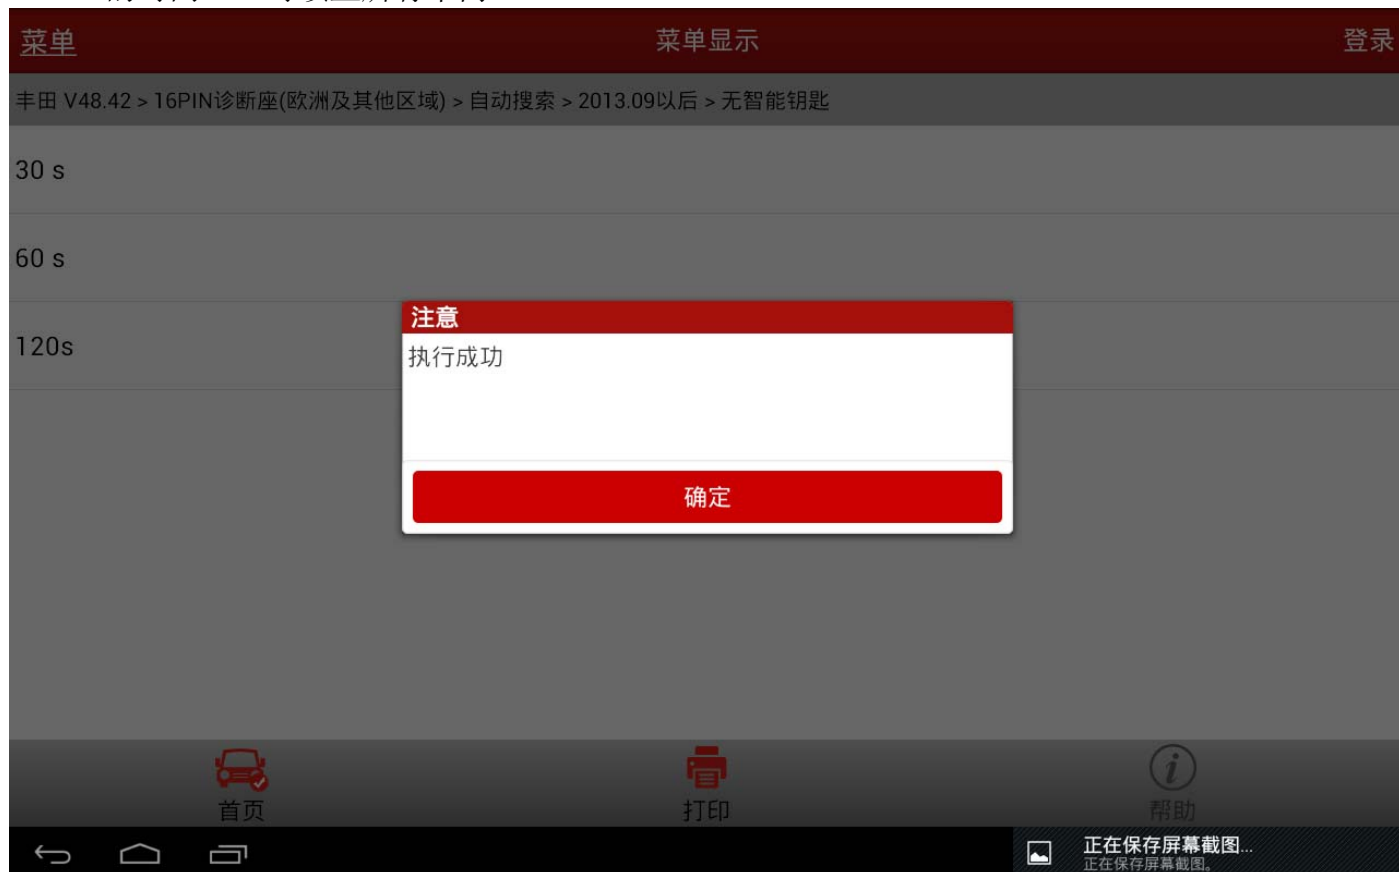 菜单
菜单显示
登录
丰田 V48.42 > 16PIN诊断座(欧洲及其他区域) > 自动搜索 > 2013.09以后 > 无智能钥匙
30 s
60 s
120s
注意
执行成功
确定
首页
打印
帮助
正在保存屏幕截图...
正在保存屏幕截图。